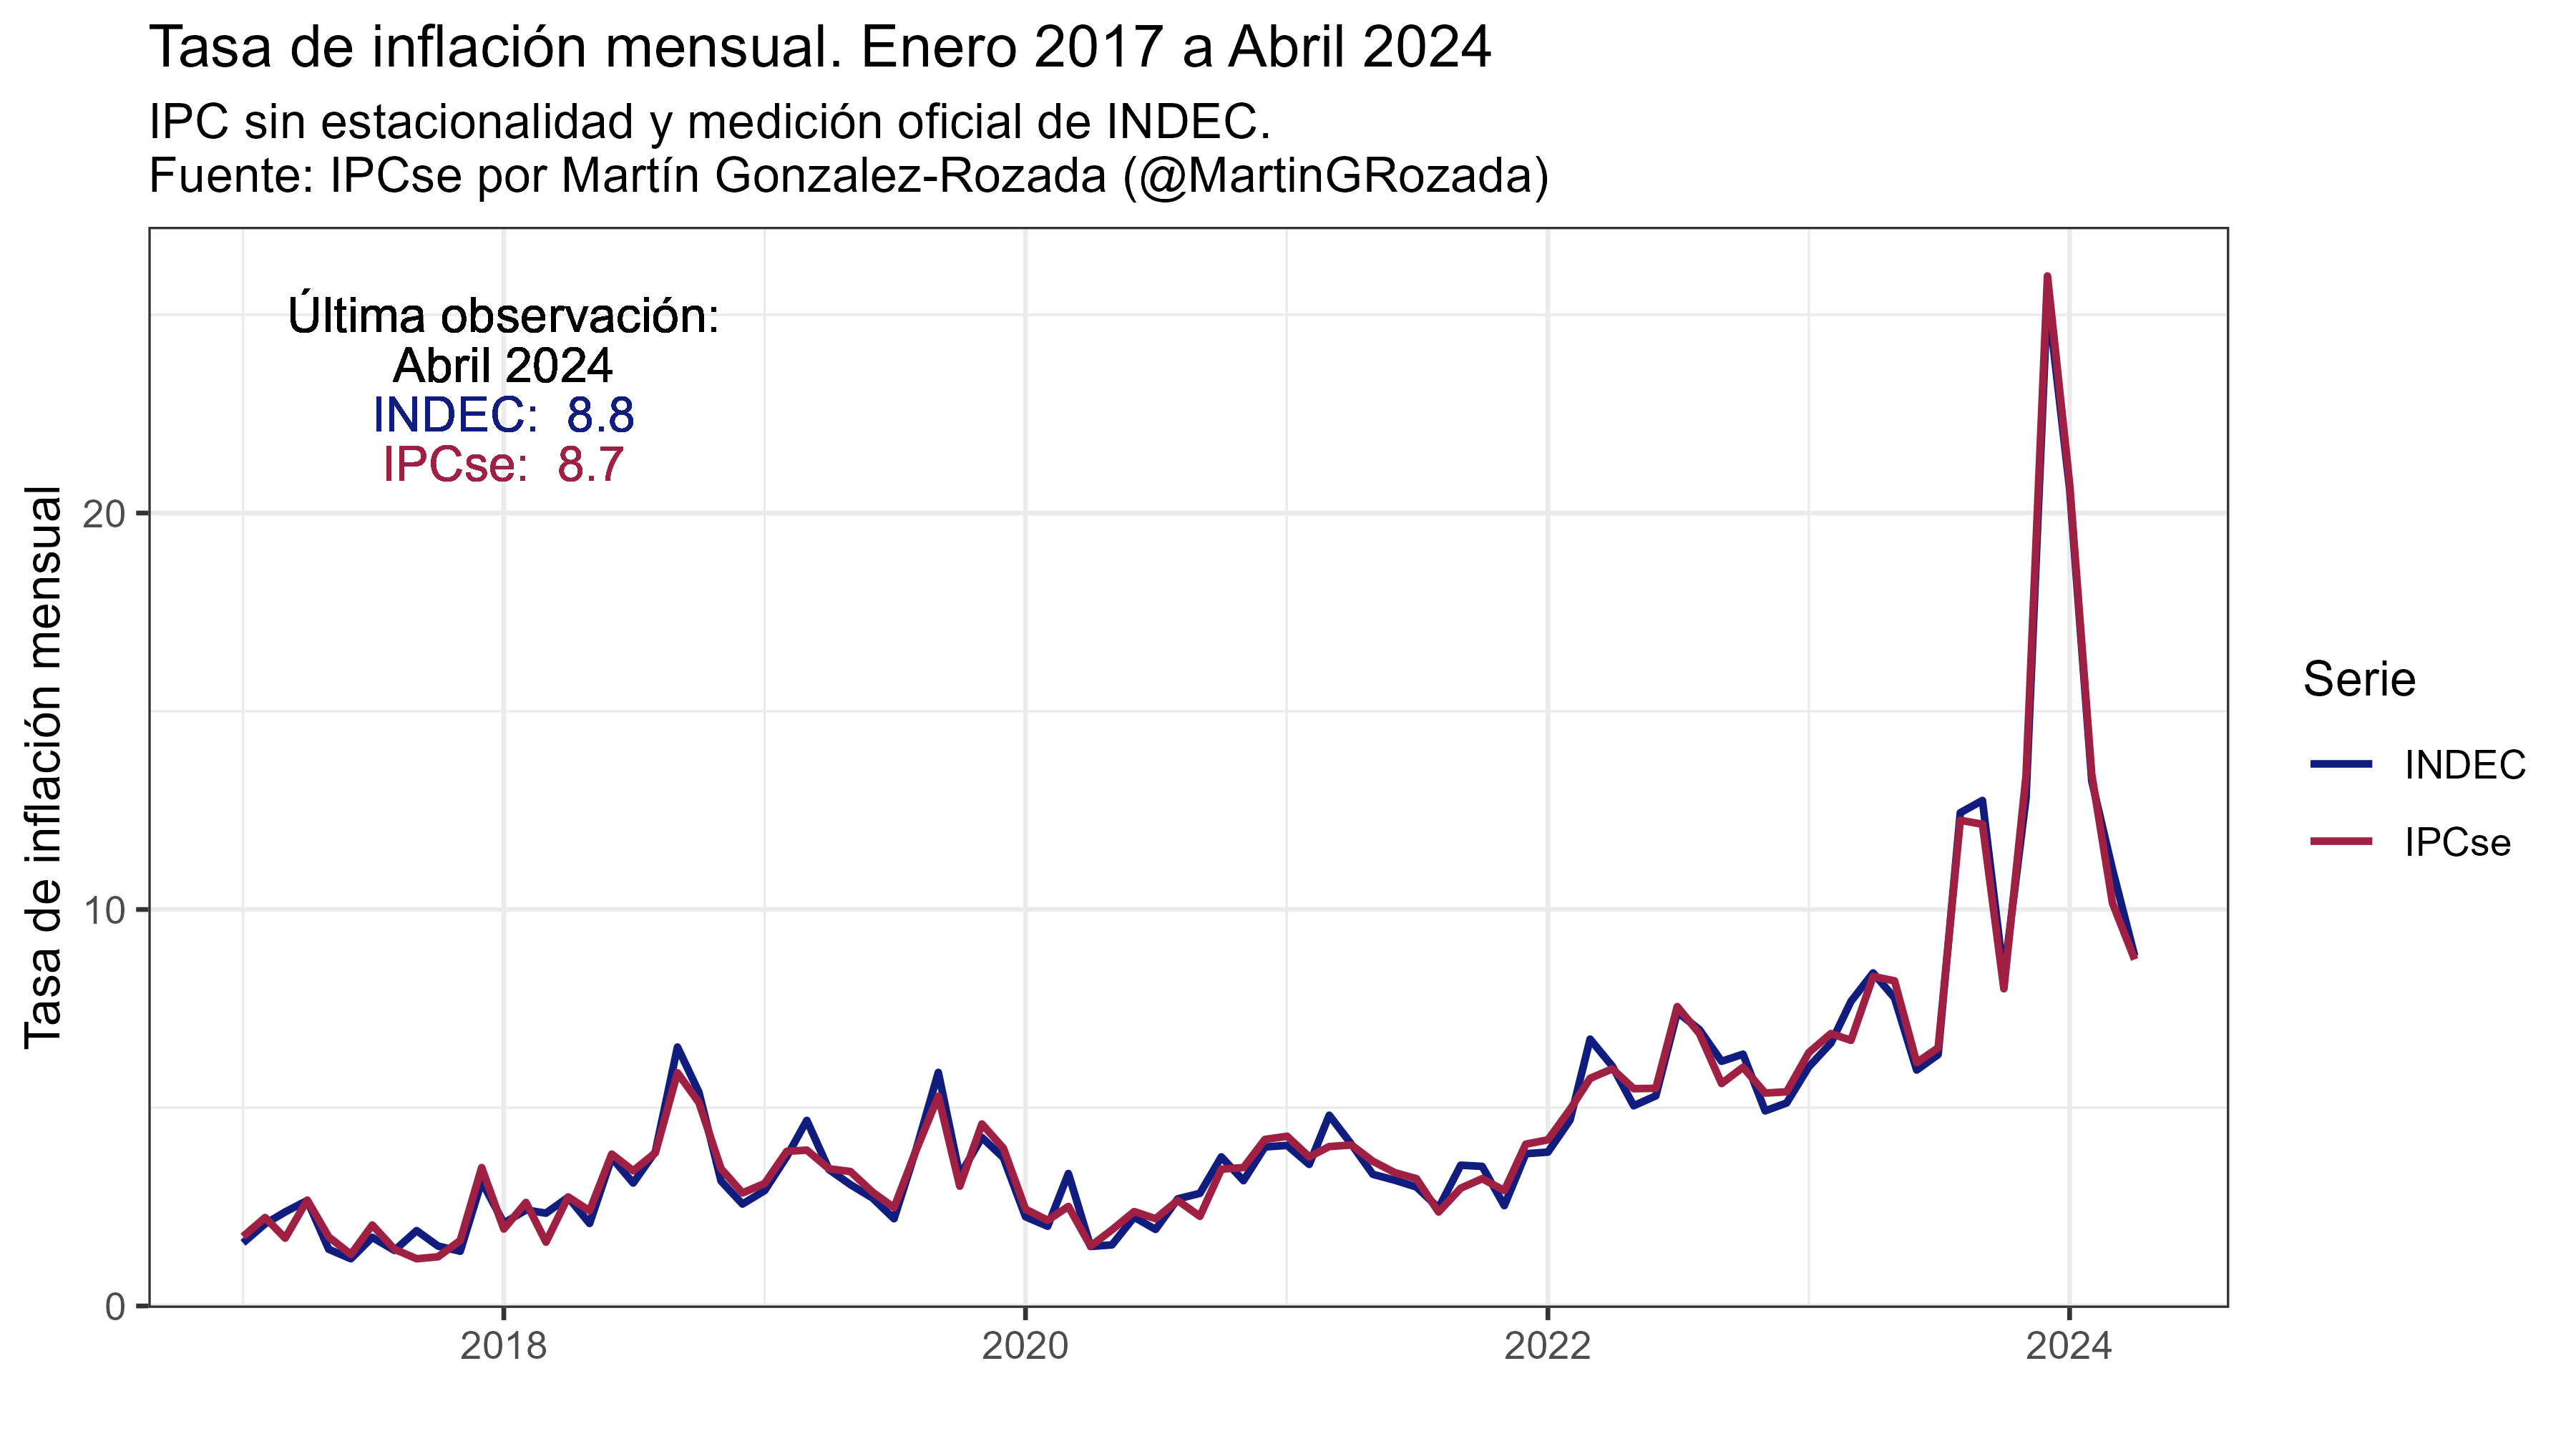 Tasa de inflación mensual. Enero 2017 a Abril 2024
IPC sin estacionalidad y medición oficial de INDEC.
Fuente: IPCse por Martín Gonzalez-Rozada (@MartinGRozada)
Última observación:
Abril 2024
INDEC: 8.8
IPCse: 8.7
Tasa de inflación mensual
20
10
0
2018
2020
2022
2024
Serie
INDEC
IPCse